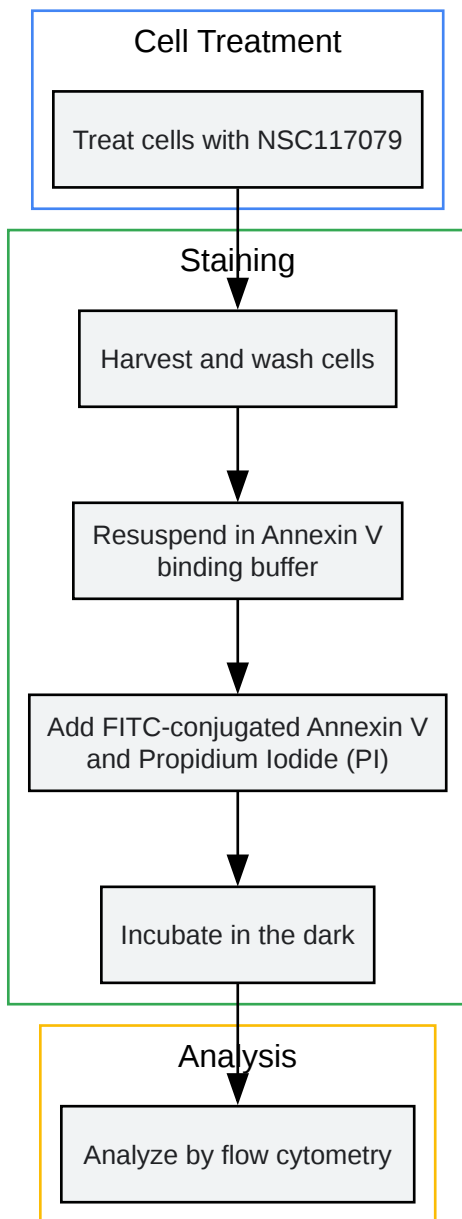 Cell Treatment
Treat cells with NSC117079
Staining
Harvest and wash cells
Resuspend in Annexin V
binding buffer
Add FITC-conjugated Annexin V
and Propidium Iodide (PI)
Incubate in the dark
Analysis
Analyze by flow cytometry